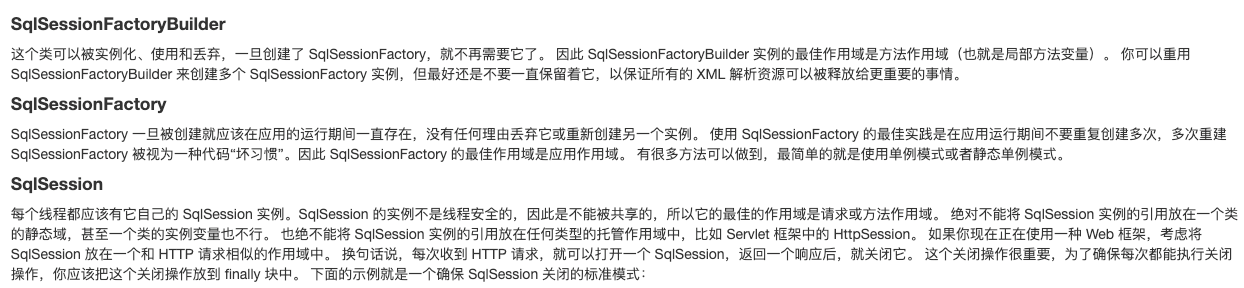 SqlSessionFactoryBuilder
这个类可以被实例化、使用和丢弃，一旦创建了 SqlSessionFactory，就不再需要它了。 因此 SqlSessionFactoryBuilder 实例的最佳作用域是方法作用域（也就是局部方法变量）。 你可以重用
SqlSessionFactoryBuilder 来创建多个 SqlSessionFactory 实例，但最好还是不要一直保留着它，以保证所有的 XML 解析资源可以被释放给更重要的事情。
SqlSessionFactory
SqlSessionFactory 一旦被创建就应该在应用的运行期间一直存在，没有任何理由丢弃它或重新创建另一个实例。 使用 SqlSessionFactory 的最佳实践是在应用运行期间不要重复创建多次，多次重建
SqlSessionFactory 被视为一种代码“坏习惯”。因此 SqlSessionFactory 的最佳作用域是应用作用域。 有很多方法可以做到，最简单的就是使用单例模式或者静态单例模式。
SqlSession
每个线程都应该有它自己的 SqlSession 实例。SqlSession 的实例不是线程安全的，因此是不能被共享的，所以它的最佳的作用域是请求或方法作用域。 绝对不能将 SqlSession 实例的引用放在一个类
的静态域，甚至一个类的实例变量也不行。 也绝不能将 SqlSession 实例的引用放在任何类型的托管作用域中，比如 Servlet 框架中的 HttpSession。 如果你现在正在使用一种 Web 框架，考虑将
SqlSession 放在一个和 HTTP 请求相似的作用域中。 换句话说，每次收到 HTTP 请求，就可以打开一个 SqlSession，返回一个响应后，就关闭它。 这个关闭操作很重要，为了确保每次都能执行关闭
操作，你应该把这个关闭操作放到 finally 块中。 下面的示例就是一个确保 SqlSession 关闭的标准模式：